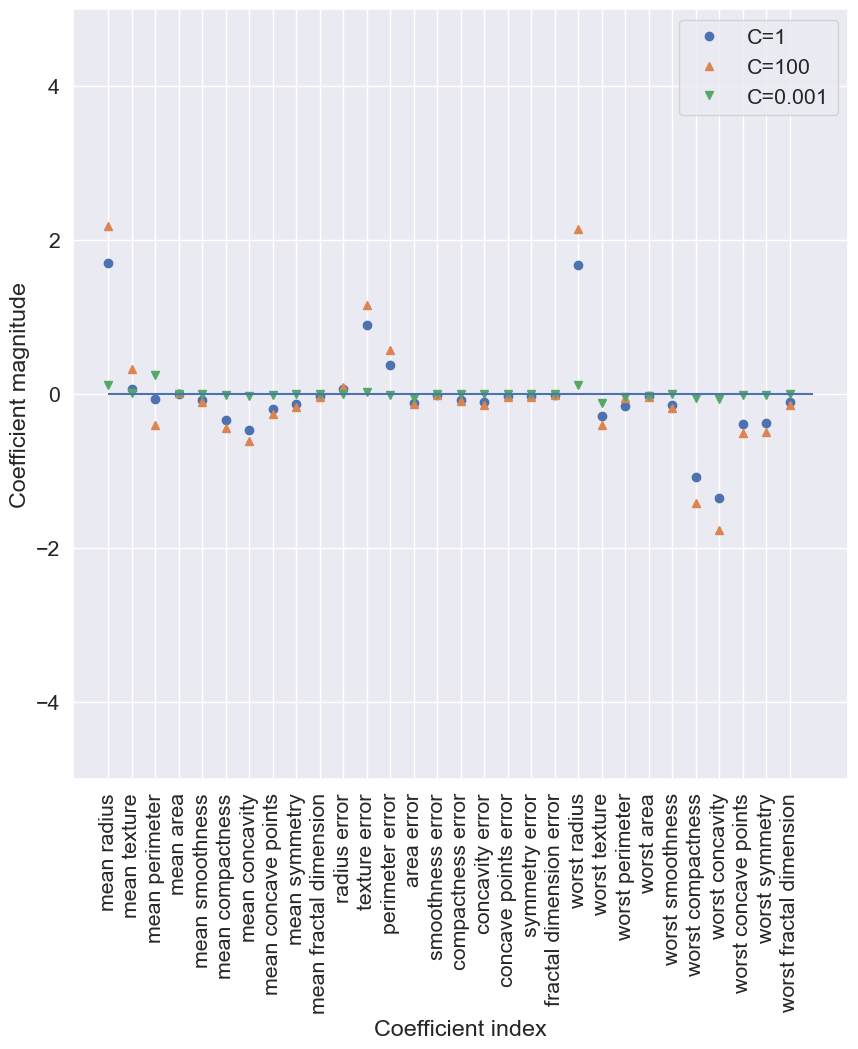 C=1
C=100
C=0.001
Coefficient magnitude
4
2
0
−2
−4
mean radius
mean texture
mean perimeter
mean area
mean smoothness
mean compactness
mean concavity
mean concave points
mean symmetry
mean fractal dimension
radius error
texture error
perimeter error
area error
smoothness error
compactness error
concavity error
concave points error
symmetry error
fractal dimension error
worst radius
worst texture
worst perimeter
worst area
worst smoothness
worst compactness
worst concavity
worst concave points
worst symmetry
worst fractal dimension
Coefficient index